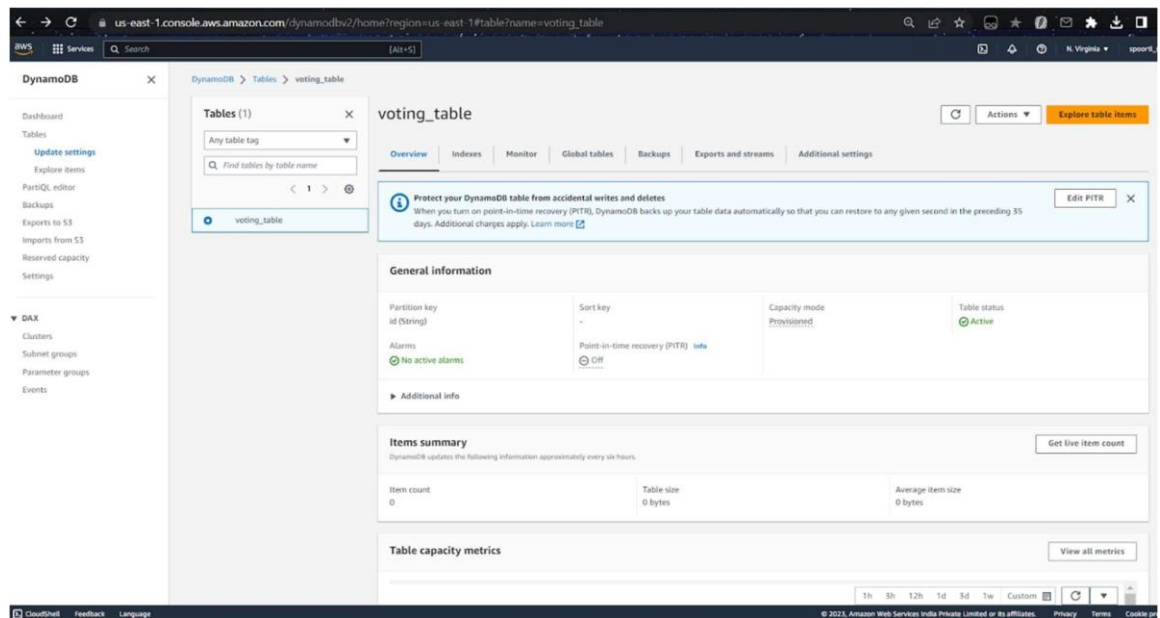 us-east-1.console.aws.amazon.com/dynamodbv2/home?region=us-east-1#table?name=voting_table
aws Services Search [Alt+S] N. Virginia
DynamoDB
Dashboard
Tables
Update settings
Explore items
PartiQL editor
Backups
Exports to S3
Imports from S3
Reserved capacity
Settings
DAX
Clusters
Subnet groups
Parameter groups
Events
DynamoDB > Tables > voting_table
Tables (1)
Any table tag
Find tables by table name
1
voting_table
voting_table
Actions Explore table items
Overview Indexes Monitor Global tables Backups Exports and streams Additional settings
Protect your DynamoDB table from accidental writes and deletes
When you turn on point-in-time recovery (PITR), DynamoDB backs up your table data automatically so that you can restore to any given second in the preceding 35
days. Additional charges apply. Learn more
Edit PITR
General information
Partition key Sort key Capacity mode Table status
id (String) - Provisioned Active
Alarms Point-in-time recovery (PITR) Info
No active alarms Off
Additional info
Items summary
Get live item count
DynamoDB updates the following information approximately every six hours.
Item count Table size Average item size
0 0 bytes 0 bytes
Table capacity metrics
View all metrics
1h 3h 12h 1d 3d 1w Custom
CloudShell Feedback Language © 2023, Amazon Web Services India Private Limited or its affiliates. Privacy Terms